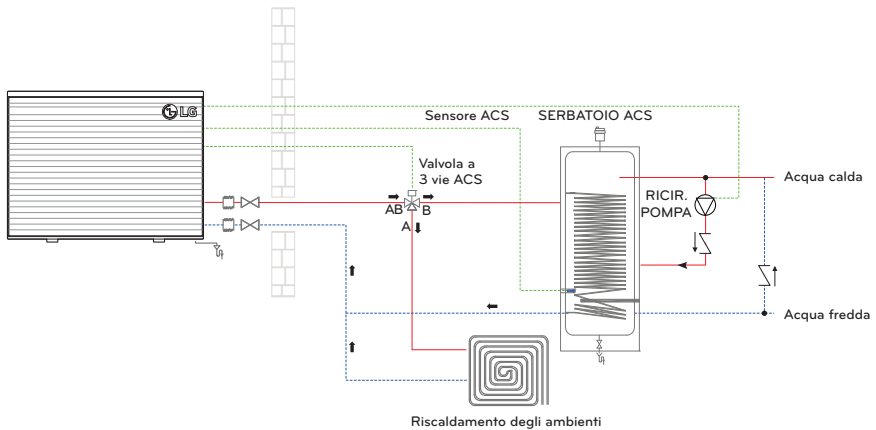 LG
Sensore ACS
SERBATOIO ACS
Valvola a
3 vie ACS
Acqua calda
RICIR.
POMPA
AB
B
A
Acqua fredda
Riscaldamento degli ambienti